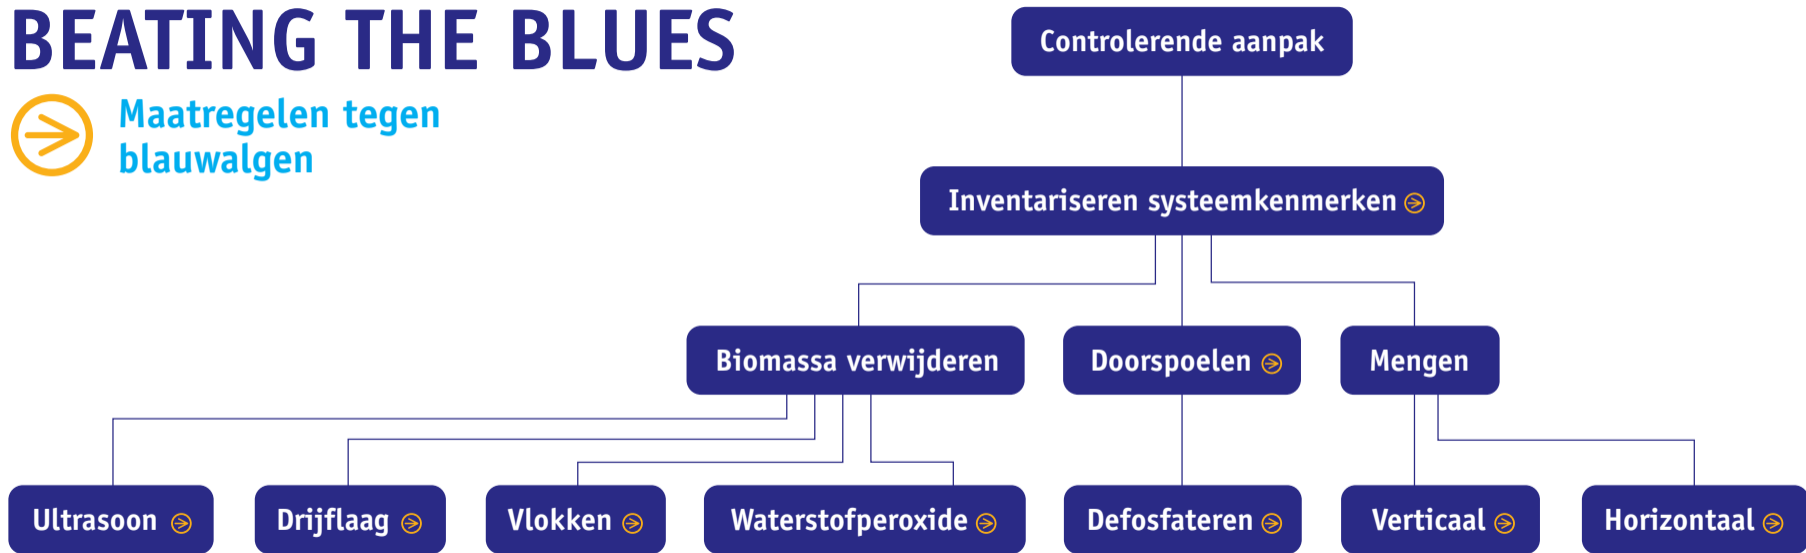 BEATING THE BLUES
Maatregelen tegen
blauwalgen
Controlerende aanpak
Inventariseren systeemkenmerken
Biomassa verwijderen
Doorspoelen
Mengen
Ultrasoon
Drijflaag
Vlokken
Waterstofperoxide
Defosfateren
Verticaal
Horizontaal